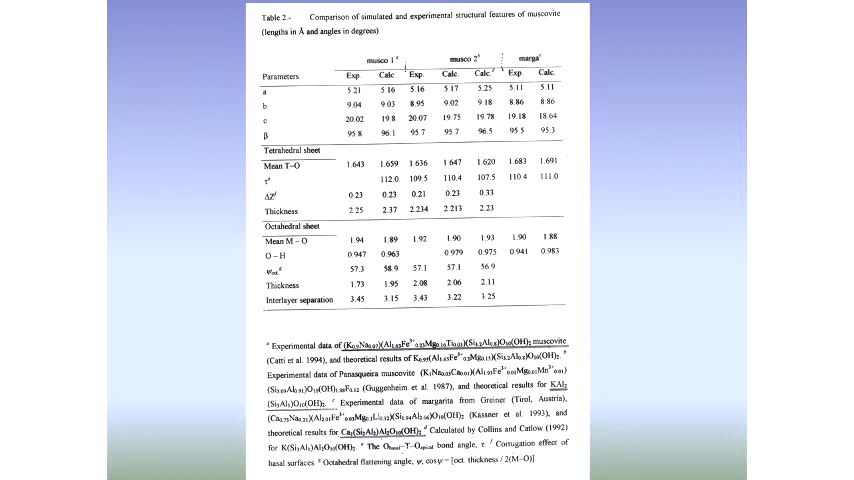 Table 2.- Comparison of simulated and experimental structural features of muscovite
(lengths in Å and angles in degrees).
musco 1 a musco 2 b marga c
Parameters Exp. Calc. Exp. Calc. Calc. d Exp. Calc.
a 5.21 5.16 5.16 5.17 5.25 5.11 5.11
b 9.04 9.03 8.95 9.02 9.18 8.86 8.86
c 20.02 19.8 20.07 19.75 19.78 19.18 18.64
β 95.8 96.1 95.7 95.7 96.5 95.5 95.3
Tetrahedral sheet
Mean T–O 1.643 1.659 1.636 1.647 1.620 1.683 1.691
τ e 112.0 109.5 110.4 107.5 110.4 111.0
ΔZ f 0.23 0.23 0.21 0.23 0.33
Thickness 2.25 2.37 2.234 2.213 2.23
Octahedral sheet
Mean M – O 1.94 1.89 1.92 1.90 1.93 1.90 1.88
O – H 0.947 0.963 0.979 0.975 0.941 0.983
ψoct g 57.3 58.9 57.1 57.1 56.9
Thickness 1.73 1.95 2.08 2.06 2.11
Interlayer separation 3.45 3.15 3.43 3.22 3.25
a Experimental data of (K0.9Na0.07)(Al1.63Fe3+0.23Mg0.16Ti0.03)(Si3.2Al0.8)O10(OH)2 muscovite
(Catti et al. 1994), and theoretical results of K0.95(Al1.65Fe3+0.2Mg0.15)(Si3.2Al0.8)O10(OH)2. b
Experimental data of Panasqueira muscovite (K1Na0.03Ca0.01)(Al1.93Fe2+0.01Mg0.01Mn3+0.01)
(Si3.09Al0.91)O10(OH)1.88F0.12 (Guggenheim et al. 1987), and theoretical results for KAl2
(Si3Al1)O10(OH)2. c Experimental data of margarita from Greiner (Tirol, Austria),
(Ca0.73Na0.21)(Al2.01Fe3+0.03Mg0.1Li0.12)(Si1.94Al2.06)O10(OH)2 (Kassner et al. 1993), and
theoretical results for Ca1(Si2Al2)Al2O10(OH)2 d Calculated by Collins and Catlow (1992)
for K(Si3Al1)Al2O10(OH)2. e The Obasal–T–Oapical bond angle, τ. f Corrugation effect of
basal surfaces g Octahedral flattening angle, ψ, cosψ = [oct. thickness / 2(M–O)].